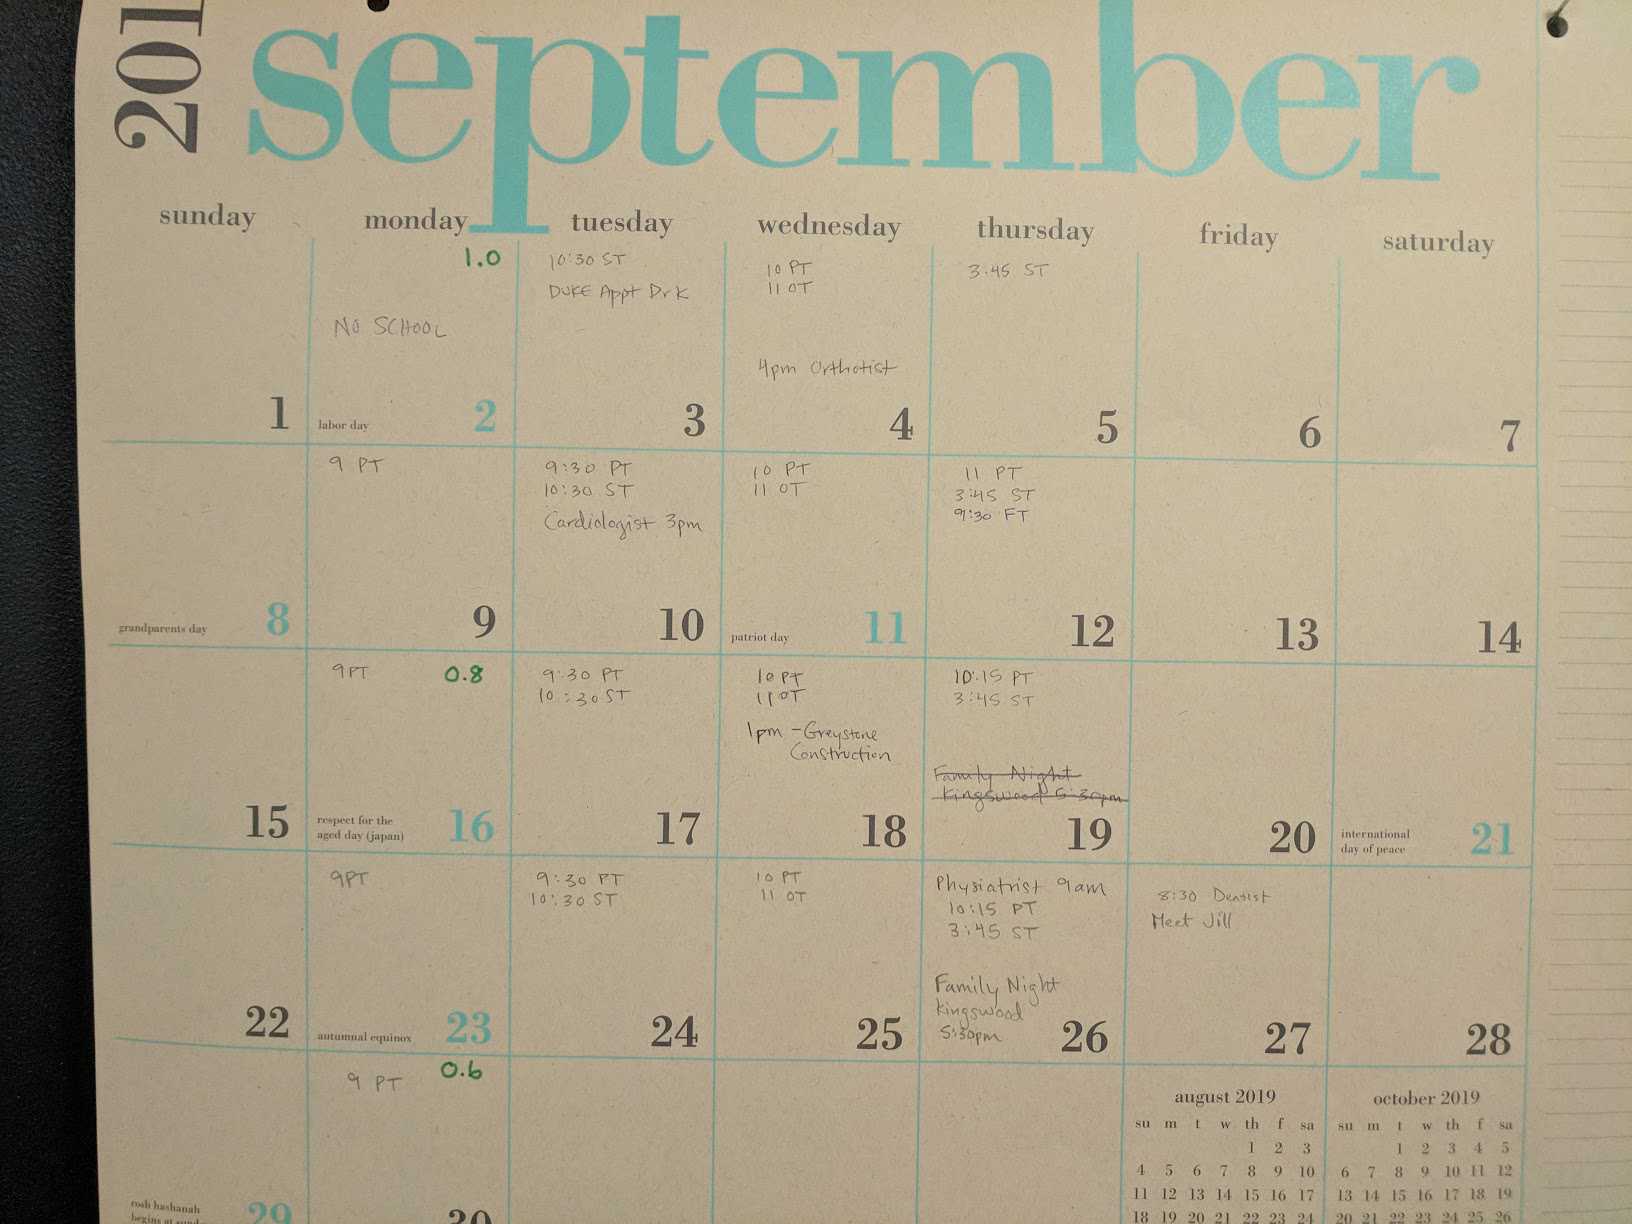 201
september
sunday monday tuesday wednesday thursday friday saturday
1
1.0
NO SCHOOL
labor day 2
10:30 ST
DUKE Appt Dr K
3
10 PT
11 OT
4pm Orthotist
4
3:45 ST
5
6
7
grandparents day 8
9 PT
9
9:30 PT
10:30 ST
Cardiologist 3pm
10
10 PT
11 OT
patriot day 11
11 PT
3:45 ST
9:30 FT
12
13
14
15
9PT 0.8
respect for the
aged day (japan) 16
9:30 PT
10:30 ST
17
10 PT
11 OT
1pm - Greystone
Construction
18
10:15 PT
3:45 ST
Family Night
Kingswood 5:30pm
19
20
international
day of peace 21
22
9PT
autumnal equinox 23
9:30 PT
10:30 ST
24
10 PT
11 OT
25
Physiatrist 9am
10:15 PT
3:45 ST
Family Night
Kingswood
5:30pm
26
8:30 Dentist
Meet Jill
27
28
rosh hashanah
begins at 29
9 PT 0.6
30
august 2019
su m t w th f sa
1 2 3
4 5 6 7 8 9 10
11 12 13 14 15 16 17
18 19 20 21 22 23 24
october 2019
su m t w th f sa
1 2 3 4 5
6 7 8 9 10 11 12
13 14 15 16 17 18 19
20 21 22 23 24 25 26